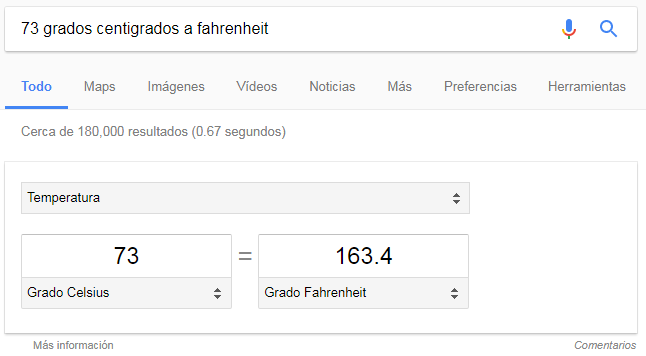 73 grados centigrados a fahrenheit
Todo Maps Imágenes Vídeos Noticias Más Preferencias Herramientas
Cerca de 180,000 resultados (0.67 segundos)
Temperatura
73 = 163.4
Grado Celsius Grado Fahrenheit
Más información Comentarios